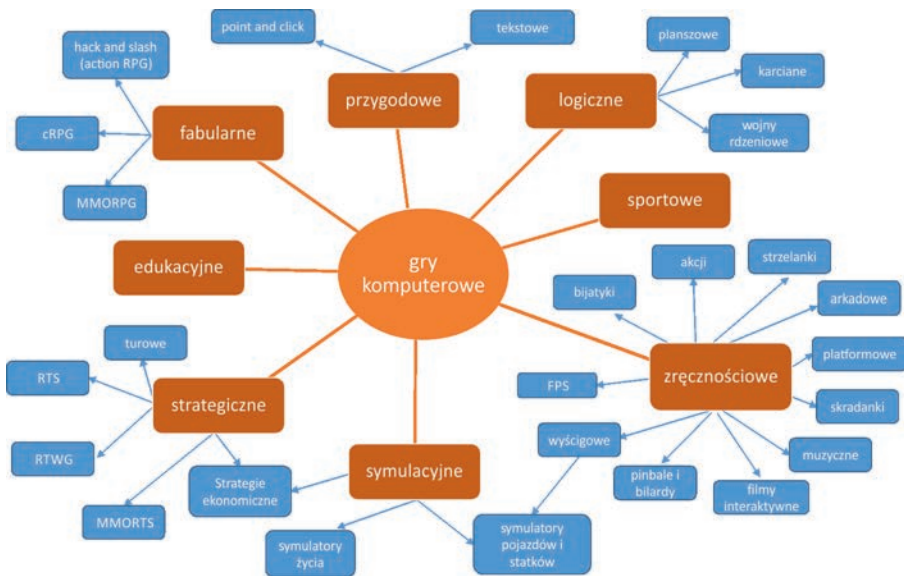 point and click
tekstowe
hack and slash
(action RPG)
planszowe
przygodowe
logiczne
karciane
cRPG
fabularne
wojny
rdzeniowe
MMORPG
sportowe
edukacyjne
gry
komputerowe
akcji
strzelanki
bijatyki
arkadowe
turowe
platformowe
RTS
FPS
zręcznościowe
strategiczne
skradanki
RTWG
wyścigowe
muzyczne
Strategie
ekonomiczne
symulacyjne
pinbale i
bilardy
filmy
interaktywne
MMORTS
symulatory
życia
symulatory
pojazdów i
statków